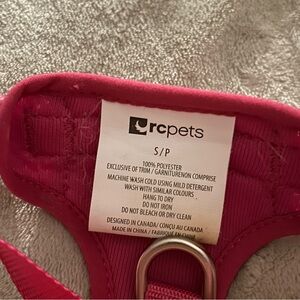 rcpets
S/P
100% POLYESTER
EXCLUSIVE OF TRIM / GARNITURENON COMPRISE
MACHINE WASH COLD USING MILD DETERGENT
WASH WITH SIMILAR COLOURS
HANG TO DRY
DO NOT IRON
DO NOT BLEACH OR DRY CLEAN
DESIGNED IN CANADA/ CONÇU AU CANADA
MADE IN CHINA / FABRIQUÉ EN CHINE